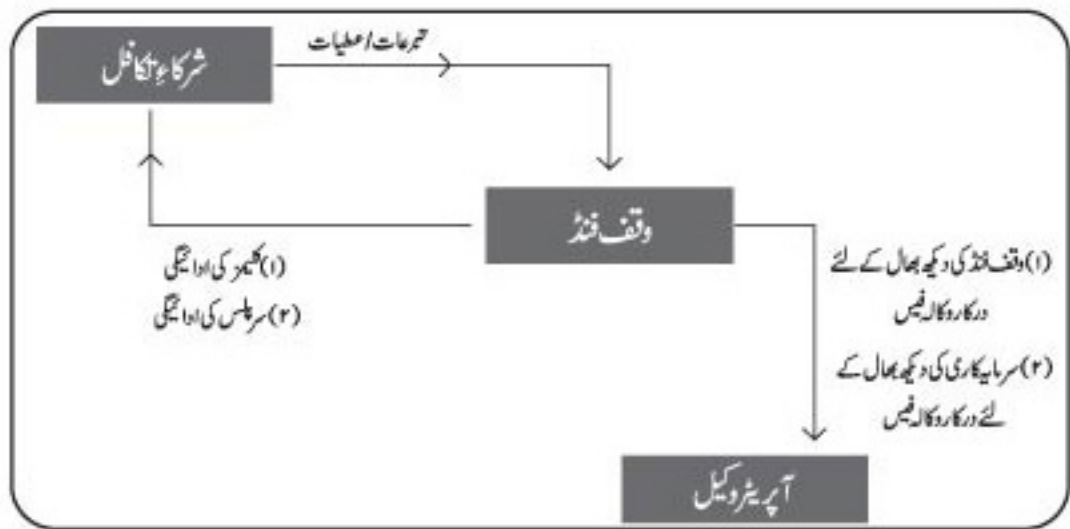 شرکاءِ تکافل
تبرعات/عطیات
وقف فنڈ
(۱) کلیمز کی ادائیگی
(۲) سرپلس کی ادائیگی
(۱) وقف فنڈ کی دیکھ بھال کے لئے
درکار وکالہ فیس
(۲) سرمایہ کاری کی دیکھ بھال کے
لئے درکار وکالہ فیس
آپریٹر وکیل